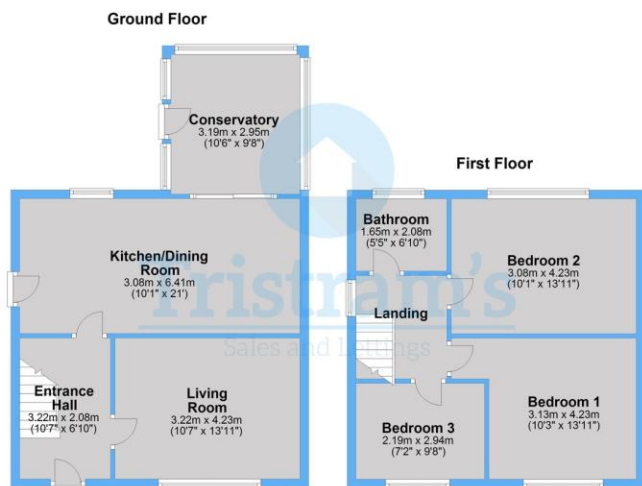 Ground Floor
Conservatory
3.19m x 2.95m
(10'6" x 9'8")
Kitchen/Dining
Room
3.08m x 6.41m
(10'1" x 21')
Entrance
Hall
3.22m x 2.08m
(10'7" x 6'10")
Living
Room
3.22m x 4.23m
(10'7" x 13'11")
First Floor
Bathroom
1.65m x 2.08m
(5'5" x 6'10")
Bedroom 2
3.08m x 4.23m
(10'1" x 13'11")
Landing
Bedroom 3
2.19m x 2.94m
(7'2" x 9'8")
Bedroom 1
3.13m x 4.23m
(10'3" x 13'11")
Tristram's
Sales and Lettings